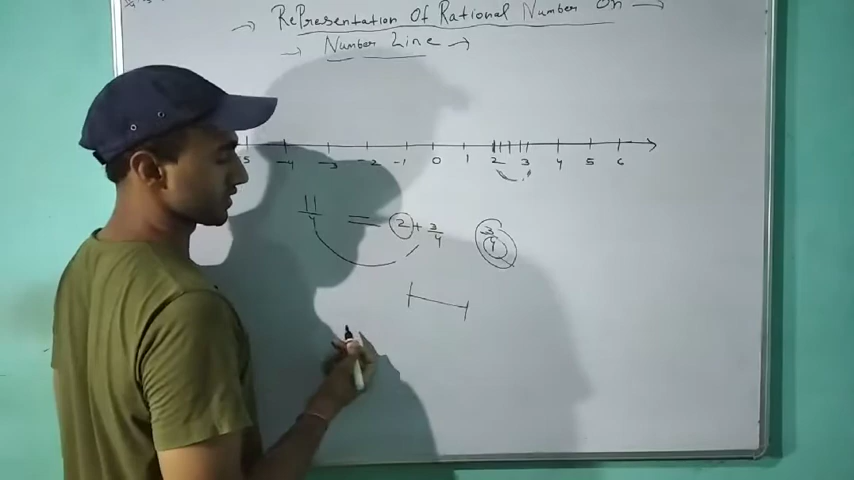 → Representation Of Rational Number On →
→ Number Line →
5 -4 -3 -2 -1 0 1 2 3 4 5 6
11/4 = 2 + 3/4 3/4